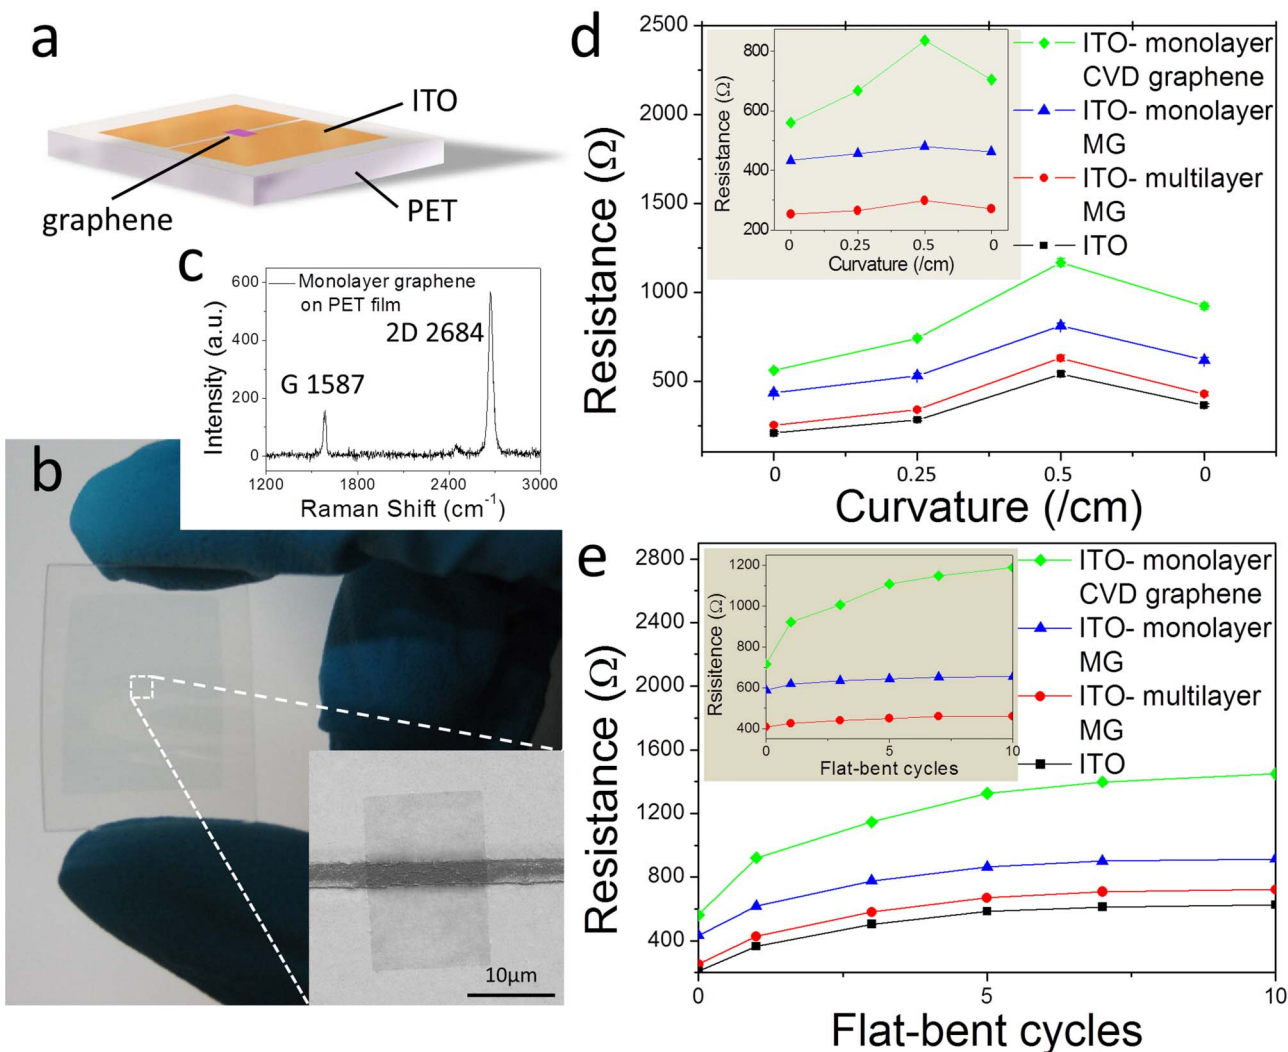 a
ITO
graphene
PET
c
Intensity (a.u.)
600
400
200
0
Monolayer graphene
on PET film
2D 2684
G 1587
1200
1800
2400
3000
Raman Shift (cm-1)
b
10μm
d
Resistance (Ω)
2500
2000
1500
1000
500
ITO- monolayer
CVD graphene
ITO- monolayer
MG
ITO- multilayer
MG
ITO
Resistance (Ω)
800
600
400
200
0
0.25
0.5
0
Curvature (/cm)
0
0.25
0.5
0
Curvature (/cm)
e
Resistance (Ω)
2800
2400
2000
1600
1200
800
400
ITO- monolayer
CVD graphene
ITO- monolayer
MG
ITO- multilayer
MG
ITO
Rsisitence (Ω)
1200
1000
800
600
400
0
5
10
Flat-bent cycles
0
5
10
Flat-bent cycles